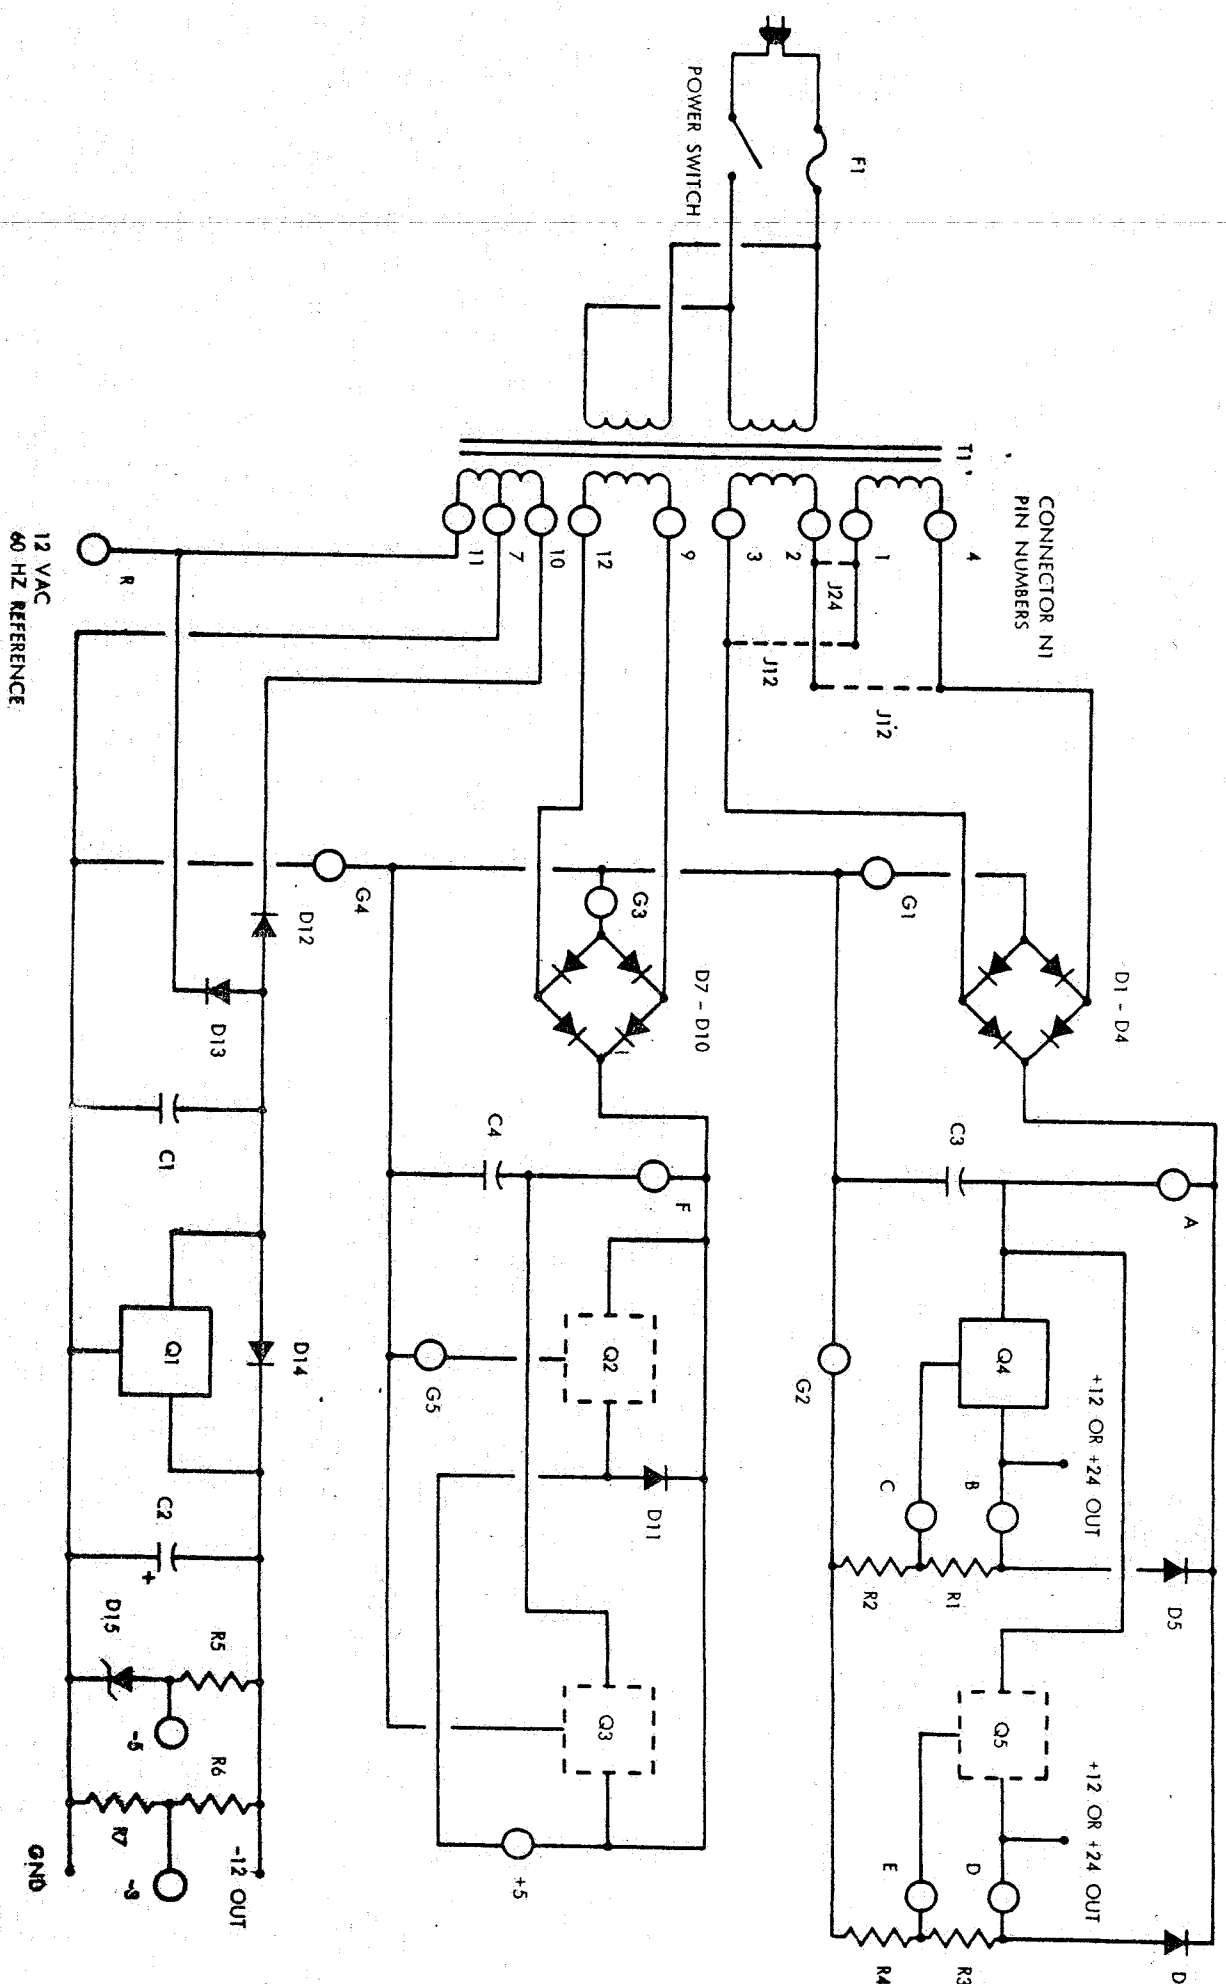 F1
POWER SWITCH
T1
CONNECTOR N1
PIN NUMBERS
4
1
2
3
9
12
10
7
11
J24
J12
J12
R
12 VAC
60 HZ REFERENCE
G1
G3
G4
D1 - D4
D7 - D10
D12
D13
A
C3
F
C4
C1
G2
Q4
+12 OR +24 OUT
B
C
R1
R2
D5
G5
Q2
D11
D14
Q1
C2
+
Q5
+12 OR +24 OUT
D
E
R3
R4
D
Q3
+5
R5
D15
-5
R6
R7
-12 OUT
GND